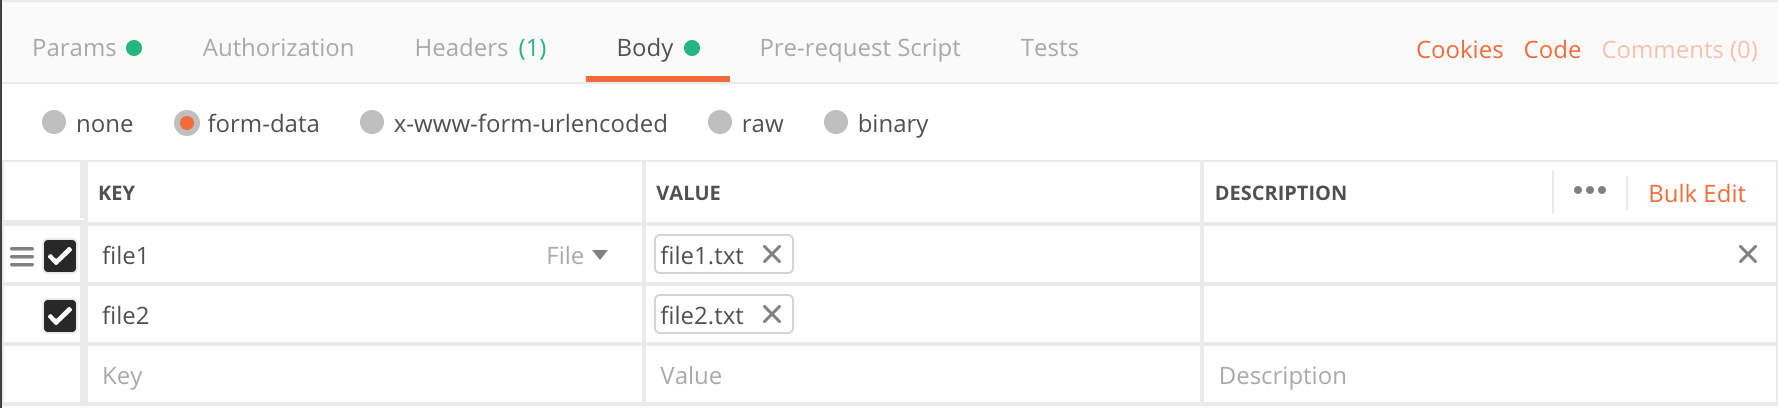 Params Authorization Headers (1) Body Pre-request Script Tests Cookies Code Comments (0)
none form-data x-www-form-urlencoded raw binary
KEY VALUE DESCRIPTION Bulk Edit
file1 File file1.txt
file2 file2.txt
Key Value Description